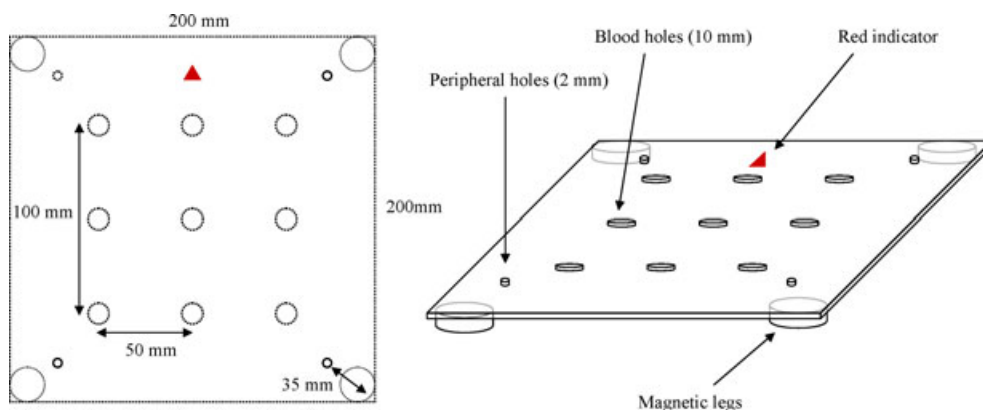 200 mm
100 mm
50 mm
35 mm
200mm
Blood holes (10 mm)
Red indicator
Peripheral holes (2 mm)
Magnetic legs